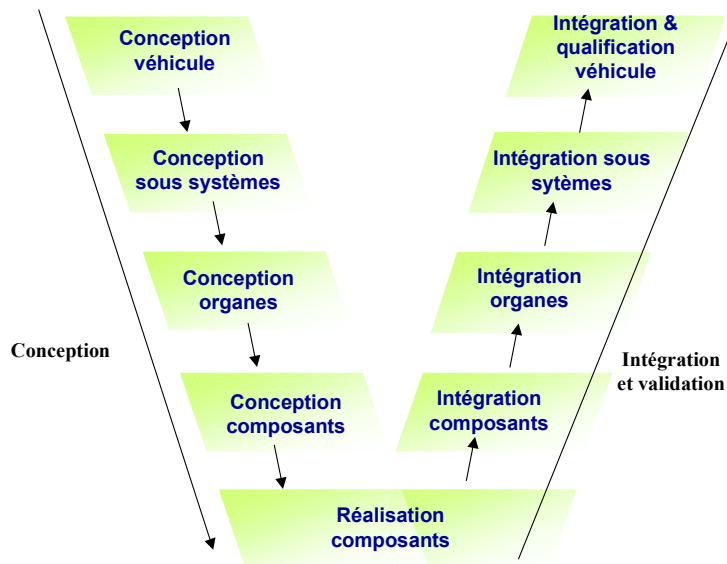 Conception
véhicule
Conception
sous systèmes
Conception
organes
Conception
composants
Réalisation
composants
Intégration
composants
Intégration
organes
Intégration sous
sytèmes
Intégration &
qualification
véhicule
Conception
Intégration
et validation